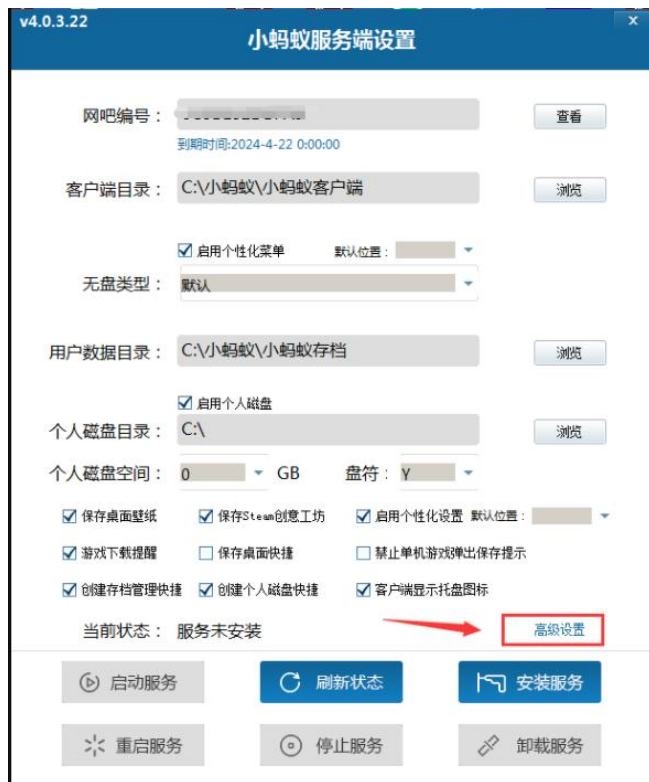 v4.0.3.22
x
小蚂蚁服务端设置
网吧编号：
查看
到期时间:2024-4-22 0:00:00
客户端目录： C:\小蚂蚁\小蚂蚁客户端 浏览
启用个性化菜单 默认位置：
无盘类型： 默认
用户数据目录： C:\小蚂蚁\小蚂蚁存档 浏览
启用个人磁盘
个人磁盘目录： C:\ 浏览
个人磁盘空间： 0 GB 盘符： Y
保存桌面壁纸 保存Steam创意工坊 启用个性化设置 默认位置：
游戏下载提醒 保存桌面快捷 禁止单机游戏弹出保存提示
创建存档管理快捷 创建个人磁盘快捷 客户端显示托盘图标
当前状态： 服务未安装 高级设置
启动服务 刷新状态 安装服务
重启服务 停止服务 卸载服务